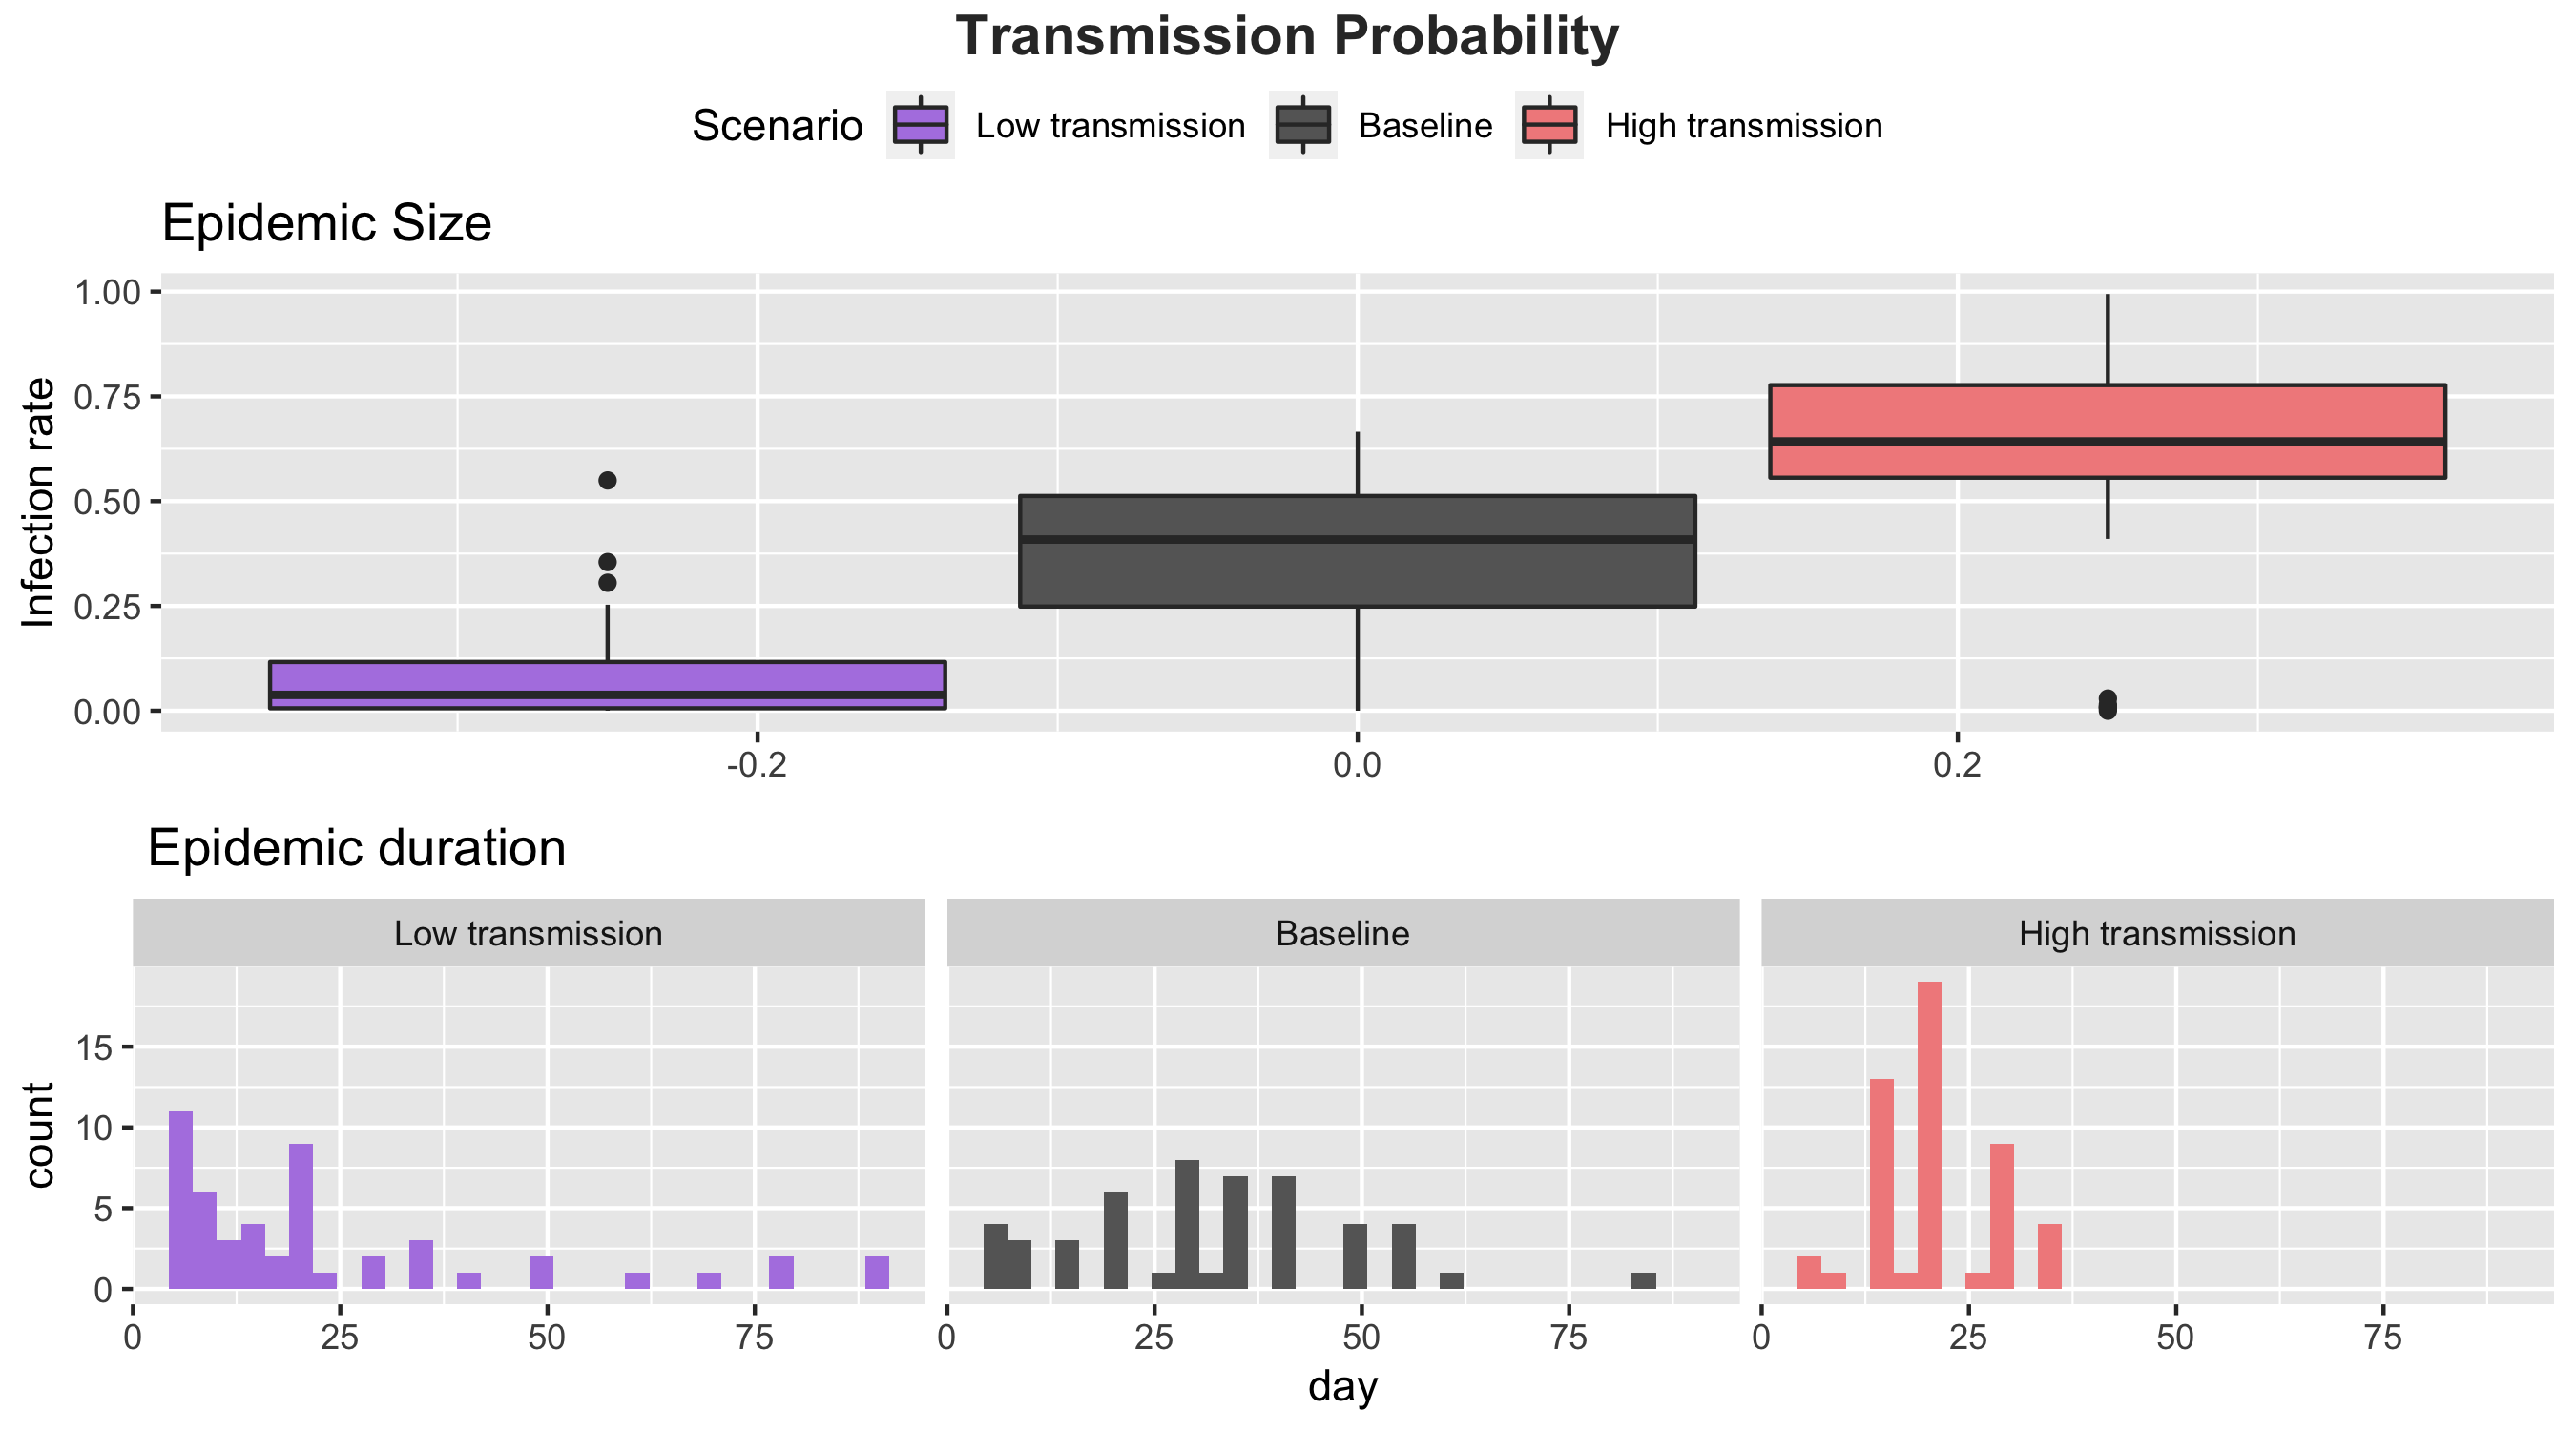 Transmission Probability
Scenario Low transmission Baseline High transmission
Epidemic Size
Infection rate
1.00
0.75
0.50
0.25
0.00
-0.2 0.0 0.2
Epidemic duration
Low transmission Baseline High transmission
count
15
10
5
0
0 25 50 75 0 25 50 75 0 25 50 75
day